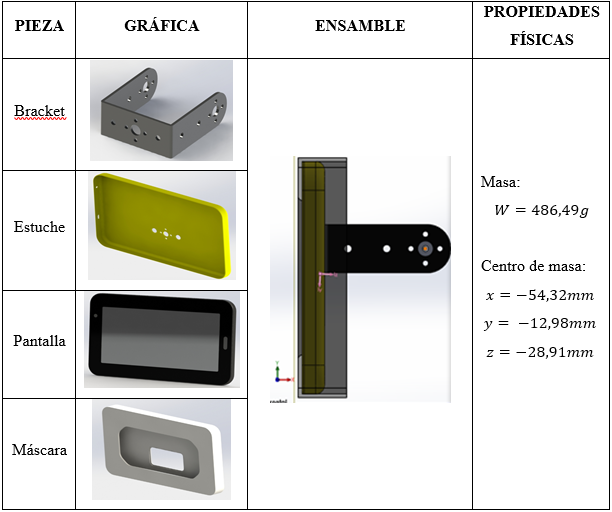 PIEZA
GRÁFICA
ENSAMBLE
PROPIEDADES
FÍSICAS
Bracket
Estuche
Pantalla
Máscara
Masa:
W = 486,49g
Centro de masa:
x = −54,32mm
y = −12,98mm
z = −28,91mm